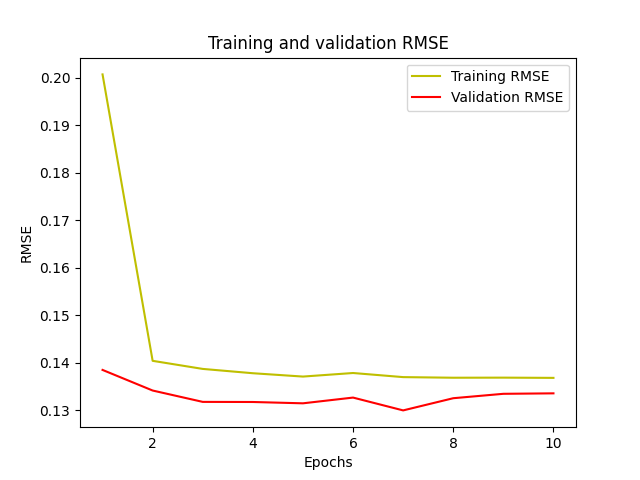 Training and validation RMSE
Training RMSE
Validation RMSE
0.20
0.19
0.18
0.17
0.16
0.15
0.14
0.13
RMSE
2 4 6 8 10
Epochs